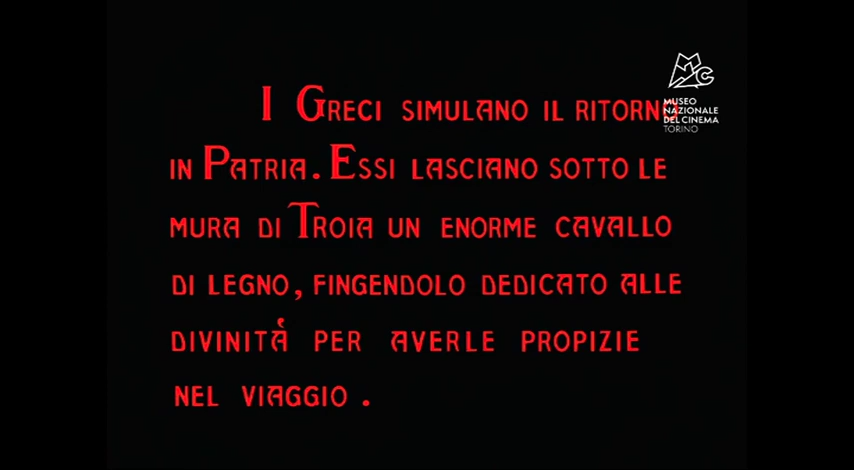 I GRECI SIMULANO IL RITORNO
IN PATRIA. ESSI LASCIANO SOTTO LE
MURA DI TROIA UN ENORME CAVALLO
DI LEGNO, FINGENDOLO DEDICATO ALLE
DIVINITÀ PER AVERLE PROPIZIE
NEL VIAGGIO.
MUSEO
NAZIONALE
DEL CINEMA
TORINO